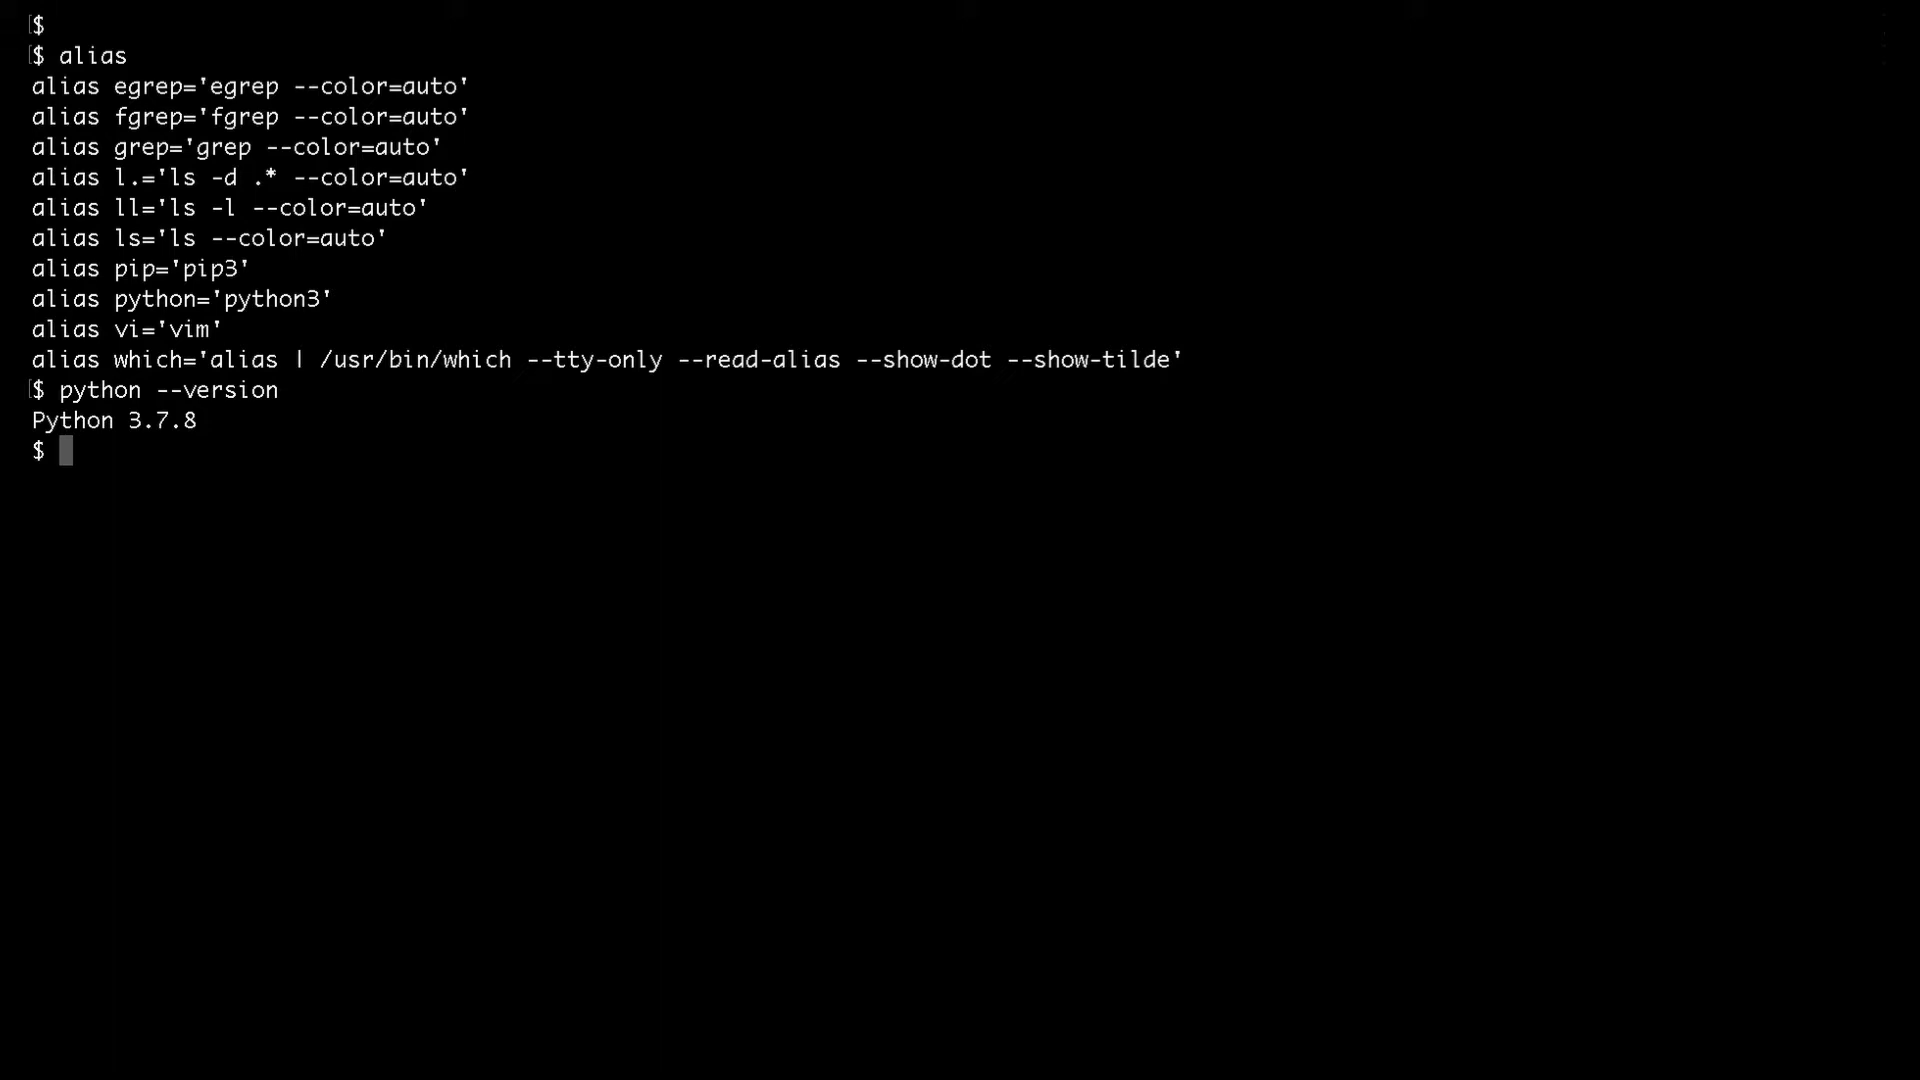 $
$ alias
alias egrep='egrep --color=auto'
alias fgrep='fgrep --color=auto'
alias grep='grep --color=auto'
alias l.='ls -d .* --color=auto'
alias ll='ls -l --color=auto'
alias ls='ls --color=auto'
alias pip='pip3'
alias python='python3'
alias vi='vim'
alias which='alias | /usr/bin/which --tty-only --read-alias --show-dot --show-tilde'
$ python --version
Python 3.7.8
$